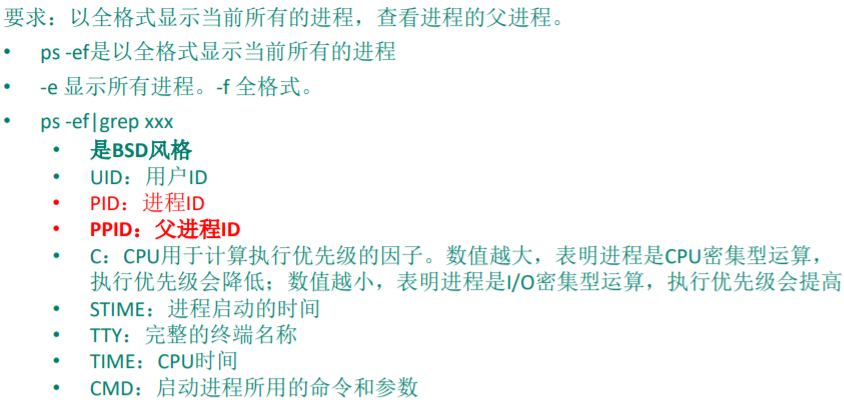 要求：以全格式显示当前所有的进程，查看进程的父进程。
• ps -ef是以全格式显示当前所有的进程
• -e 显示所有进程。-f 全格式。
• ps -ef|grep xxx
• 是BSD风格
• UID：用户ID
• PID：进程ID
• PPID：父进程ID
• C：CPU用于计算执行优先级的因子。数值越大，表明进程是CPU密集型运算，
执行优先级会降低；数值越小，表明进程是I/O密集型运算，执行优先级会提高
• STIME：进程启动的时间
• TTY：完整的终端名称
• TIME：CPU时间
• CMD：启动进程所用的命令和参数